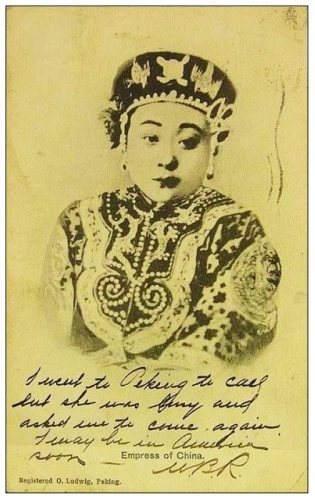 I went to Peking to call
but she was busy and
asked me to come again.
I may be in America
soon — M.B.R.
Empress of China.
Registered O. Ludwig, Peking.